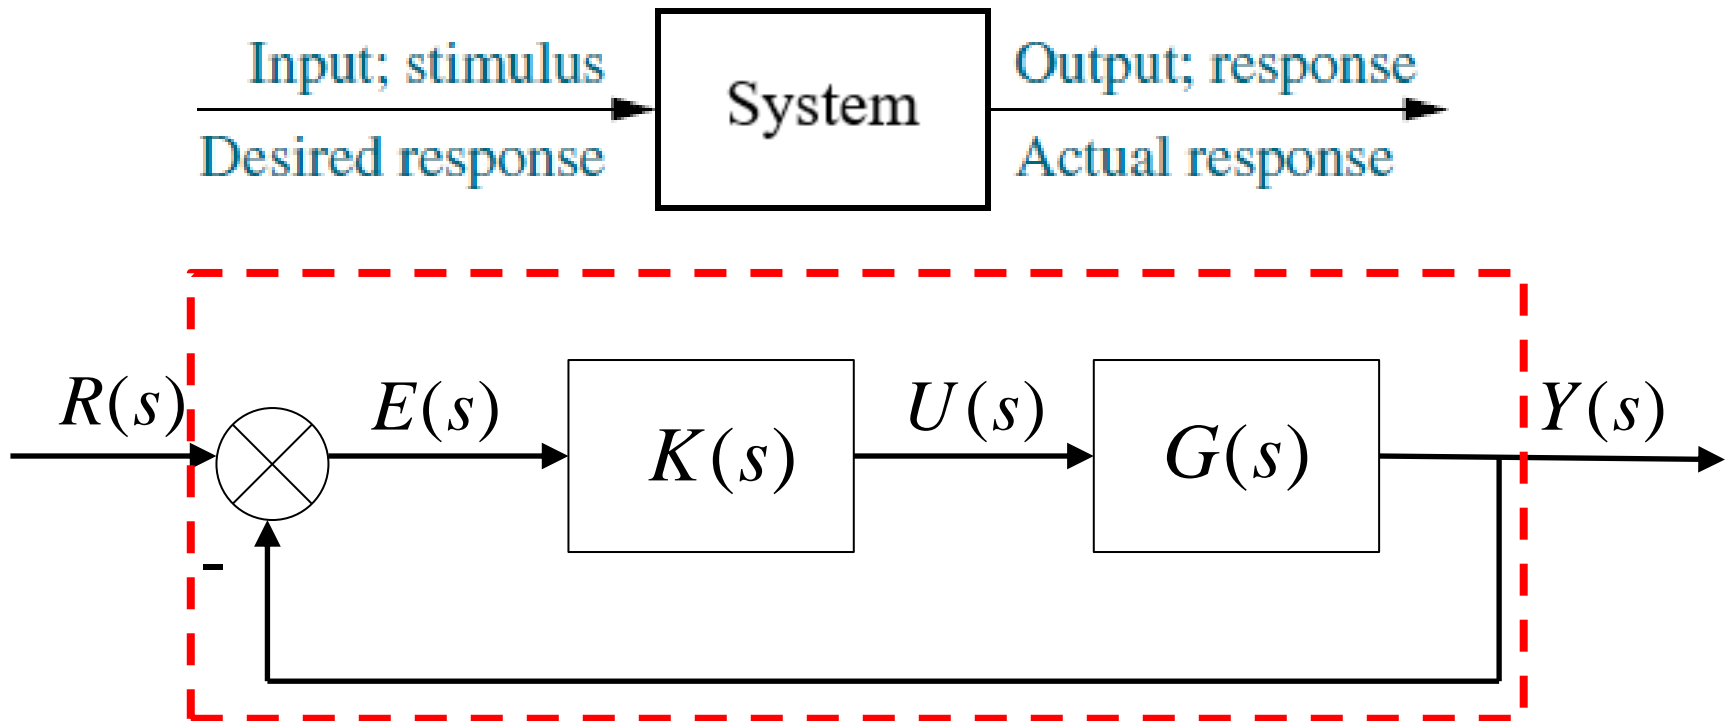 Input; stimulus
Desired response
System
Output; response
Actual response
R(s)
E(s)
K(s)
U(s)
G(s)
Y(s)
-